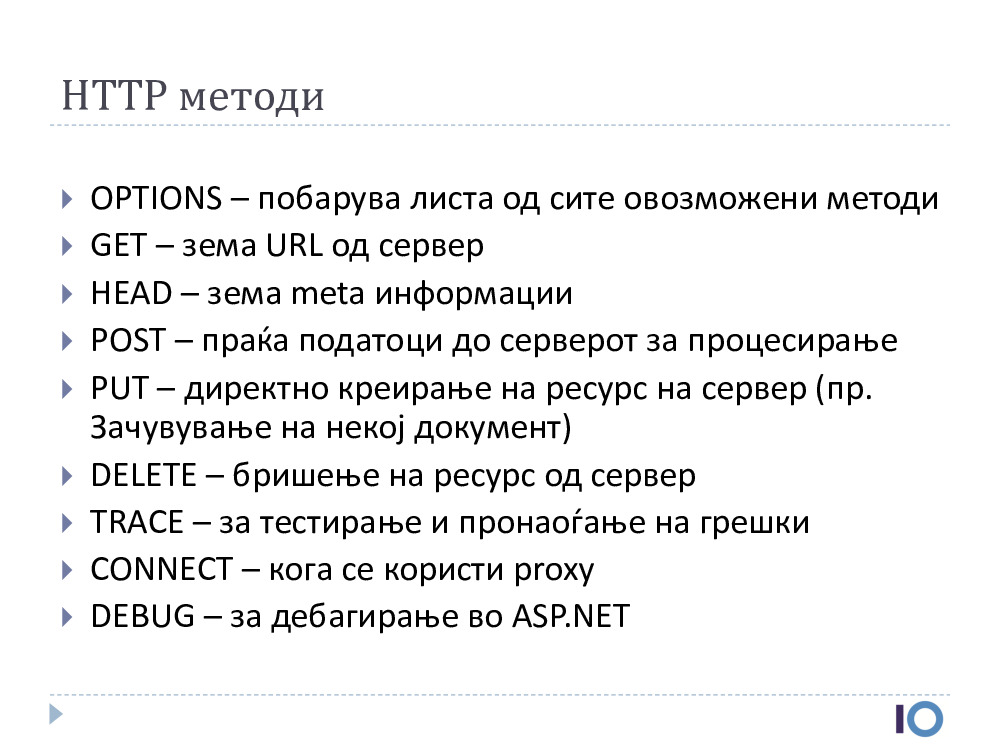 HTTP методи
OPTIONS – побарува листа од сите овозможени методи
GET – зема URL од сервер
HEAD – зема meta информации
POST – праќа податоци до серверот за процесирање
PUT – директно креирање на ресурс на сервер (пр.
Зачувување на некој документ)
DELETE – бришење на ресурс од сервер
TRACE – за тестирање и пронаоѓање на грешки
CONNECT – кога се користи proxy
DEBUG – за дебагирање во ASP.NET
IO